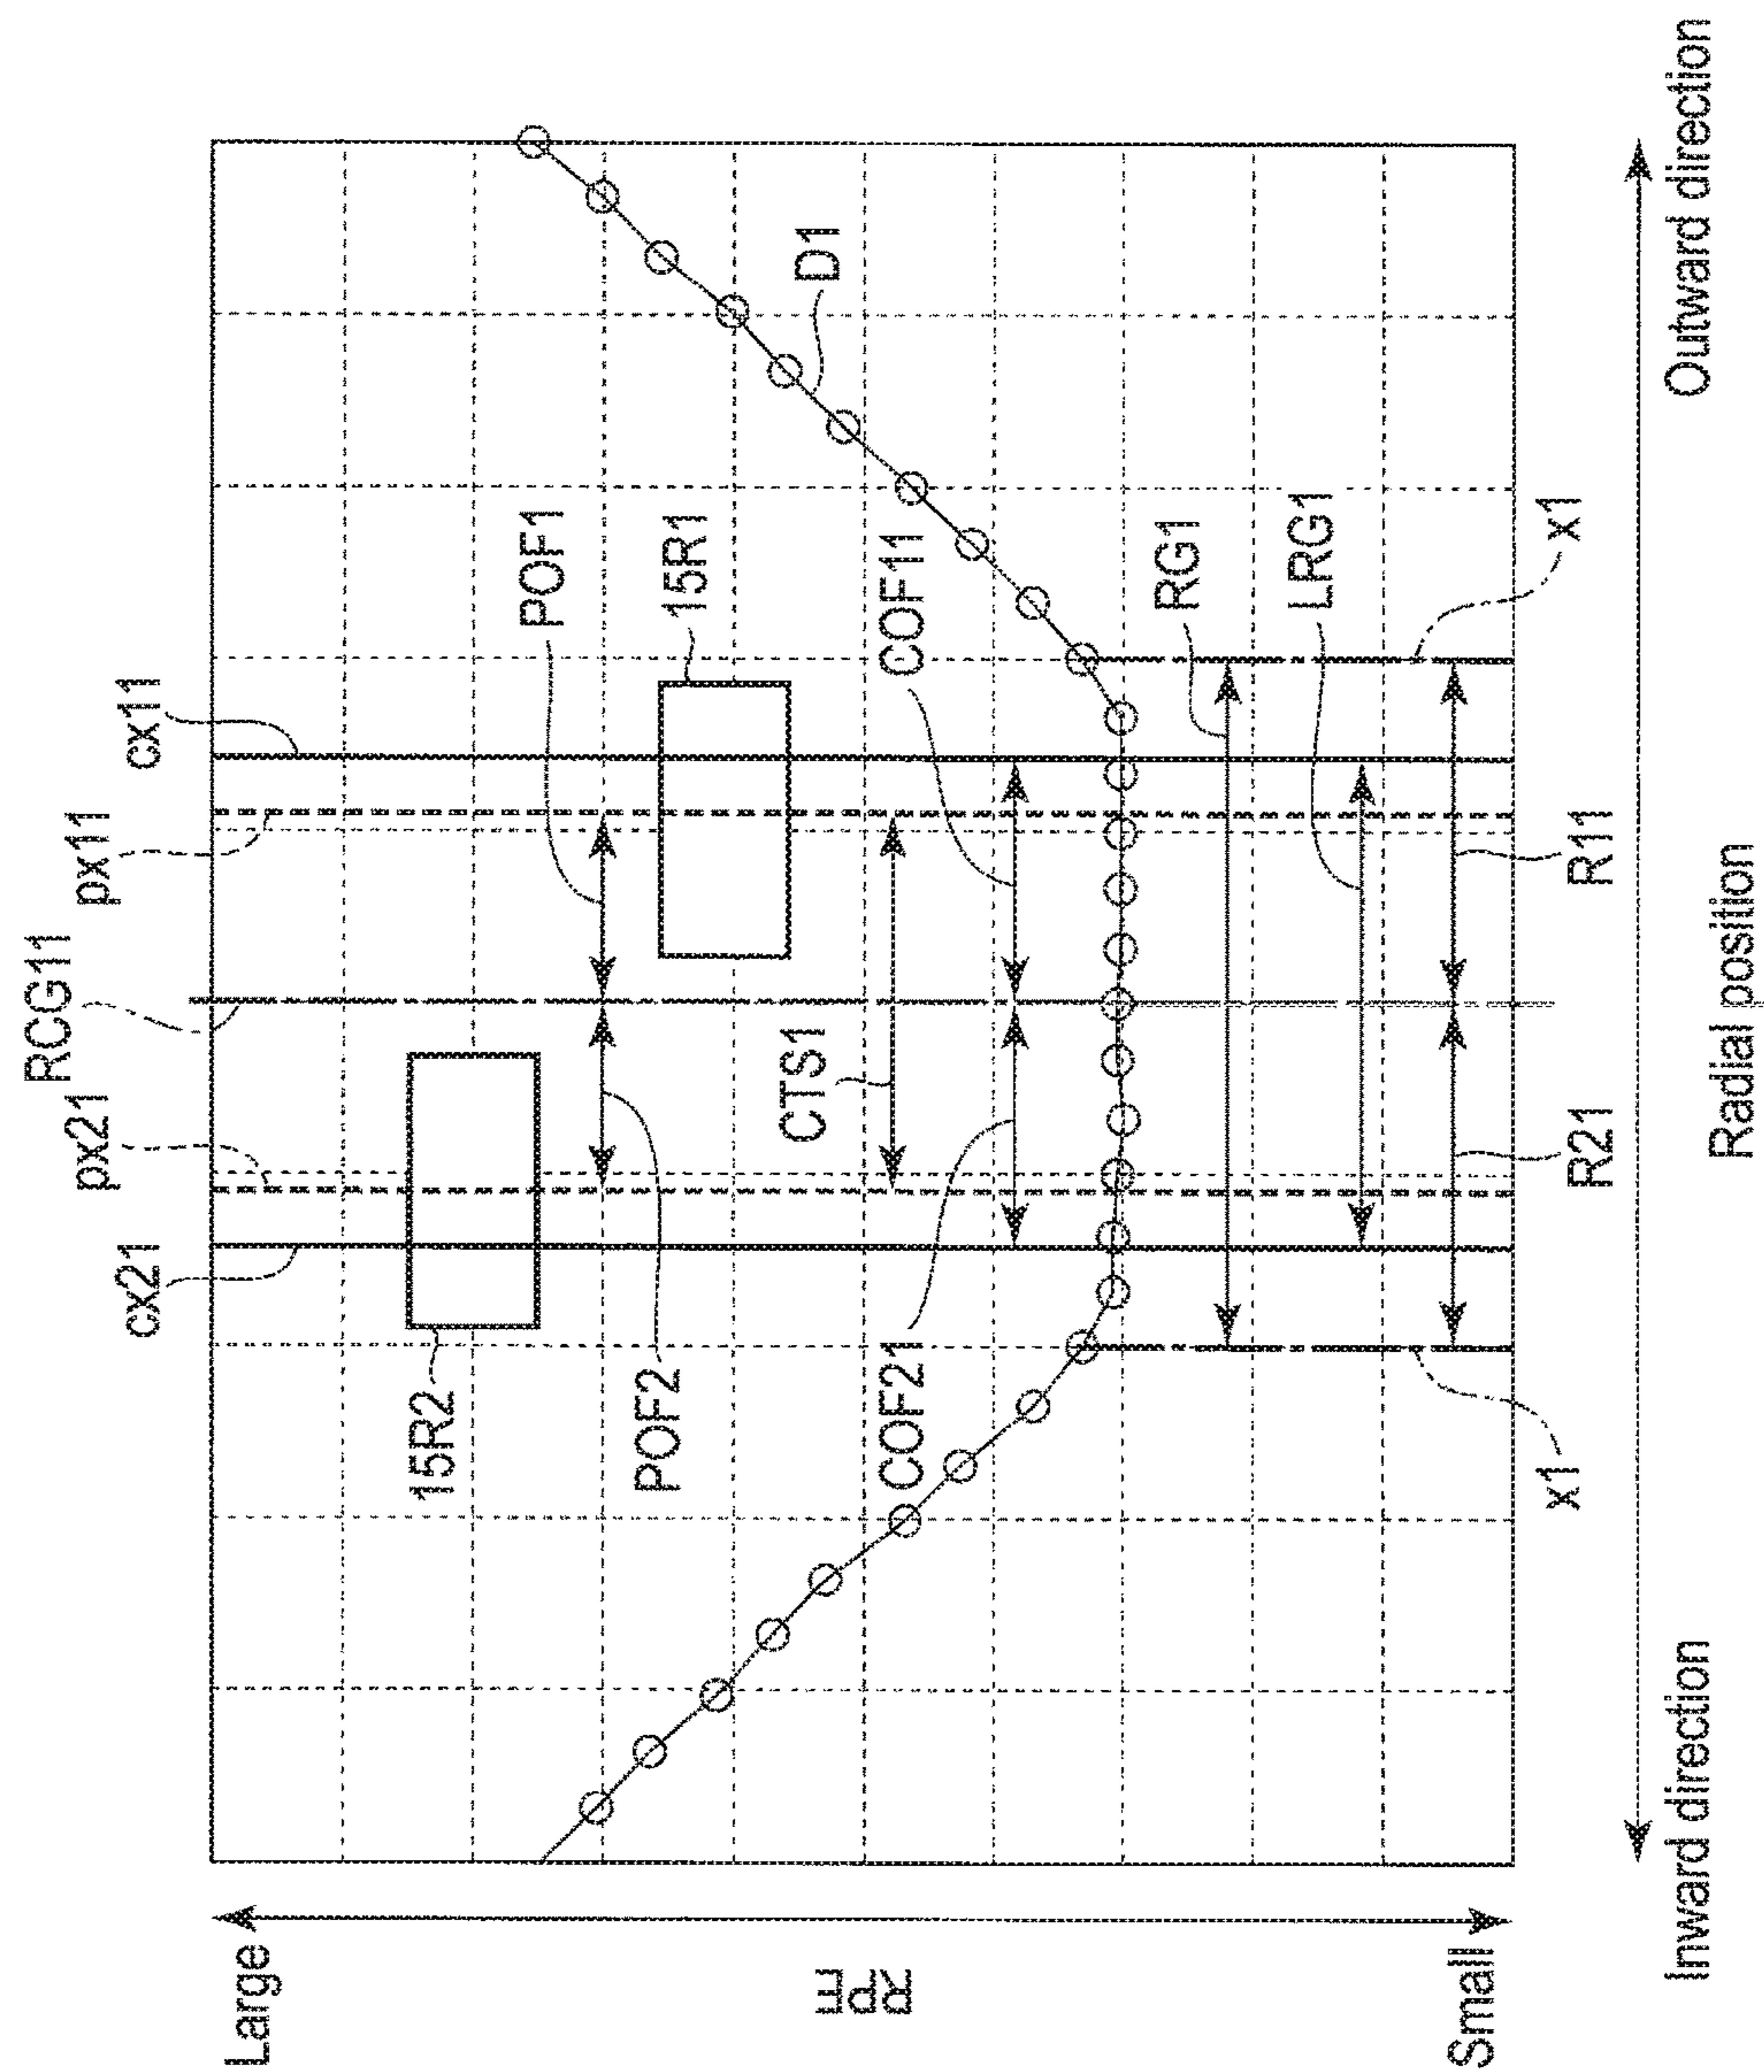 RCG11
px21
px11
cx21
cx11
Large
RPE
Small
15R2
POF1
POF2
15R1
CTS1
COF11
COF21
D1
RG1
LRG1
x1
x1
R21
R11
Inward direction
Radial position
Outward direction